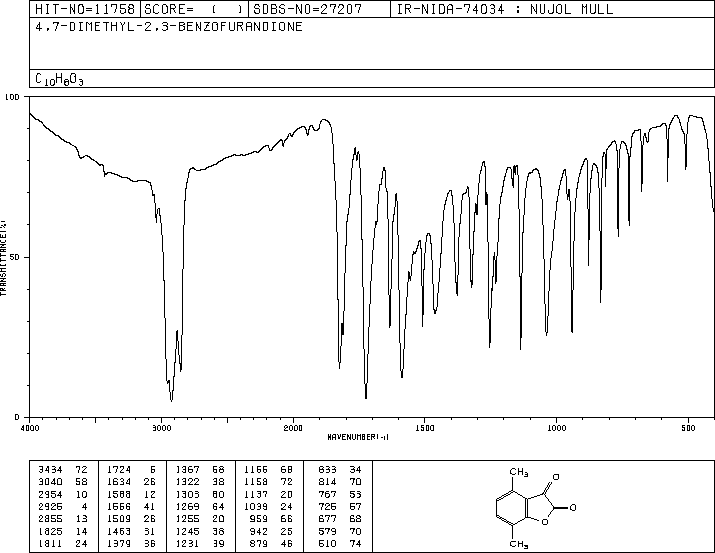 HIT-NO=11758 SCORE= ( ) SDBS-NO=27207 IR-NIDA-74034 : NUJOL MULL
4,7-DIMETHYL-2,3-BENZOFURANDIONE
C10H8O3
100
50
0
TRANSMITTANCE(%)
4000 3000 2000 1500 1000 500
WAVENUMBER(-1)
3434 72 1724 6 1367 68 1166 68 833 34
3040 58 1634 26 1322 38 1158 72 814 70
2954 10 1588 12 1303 60 1137 20 767 53
2925 4 1556 41 1269 64 1039 24 725 57
2855 13 1509 26 1255 20 959 66 677 68
1825 14 1463 31 1245 38 942 25 579 70
1811 24 1379 36 1231 39 879 46 510 74
CH3
O
O
O
CH3